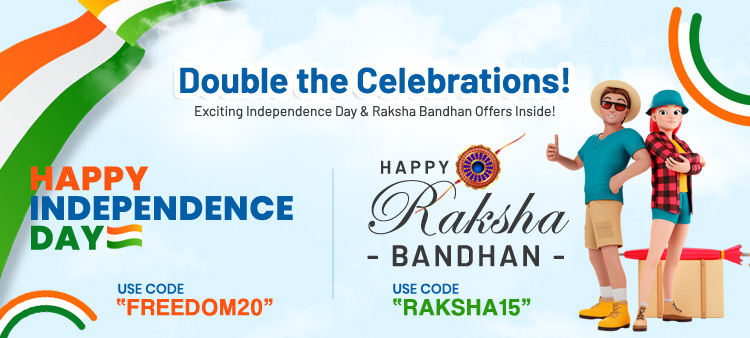 Double the Celebrations!
Exciting Independence Day & Raksha Bandhan Offers Inside!
HAPPY
INDEPENDENCE
DAY
USE CODE
"FREEDOM20"
HAPPY
Raksha
- BANDHAN -
USE CODE
"RAKSHA15"